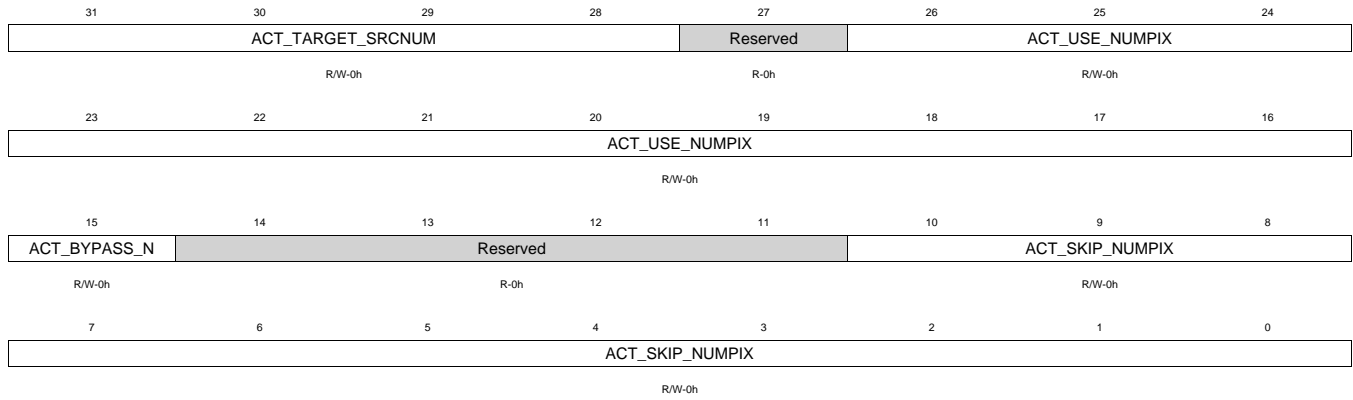 31 30 29 28 27 26 25 24
ACT_TARGET_SRCNUM Reserved ACT_USE_NUMPIX
R/W-0h R-0h R/W-0h
23 22 21 20 19 18 17 16
ACT_USE_NUMPIX
R/W-0h
15 14 13 12 11 10 9 8
ACT_BYPASS_N Reserved ACT_SKIP_NUMPIX
R/W-0h R-0h R/W-0h
7 6 5 4 3 2 1 0
ACT_SKIP_NUMPIX
R/W-0h